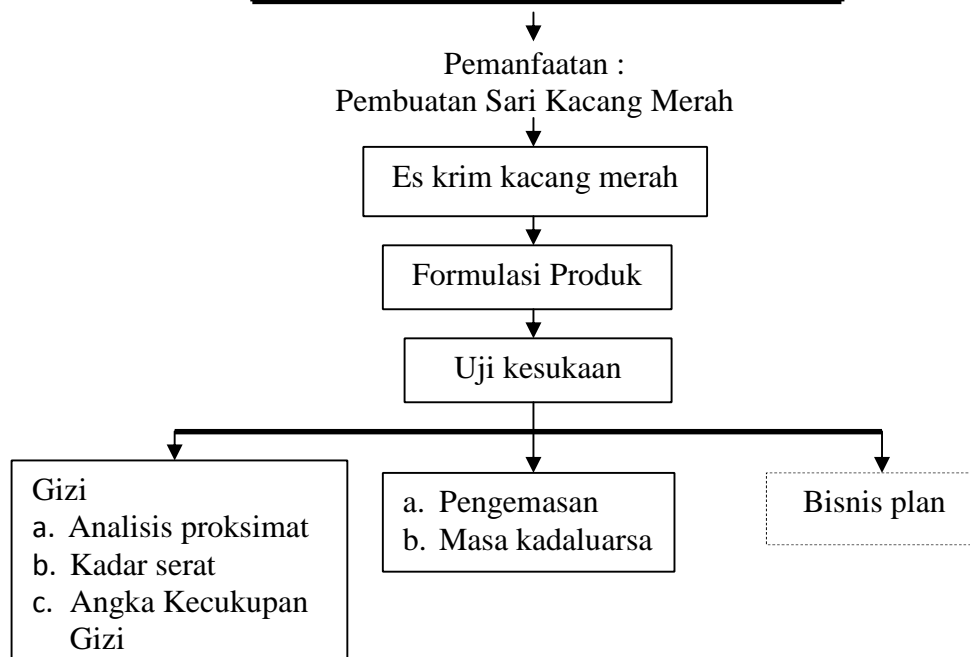 Pemanfaatan :
Pembuatan Sari Kacang Merah
Es krim kacang merah
Formulasi Produk
Uji kesukaan
Gizi
a. Analisis proksimat
b. Kadar serat
c. Angka Kecukupan
Gizi
a. Pengemasan
b. Masa kadaluarsa
Bisnis plan